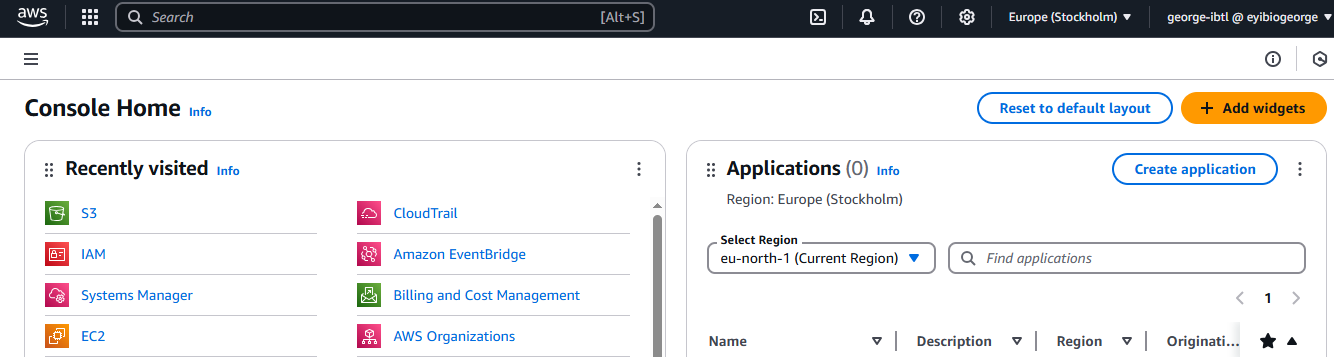 aws Search [Alt+S] Europe (Stockholm) george-ibtl @ eyibiogeorge
Console Home Info Reset to default layout + Add widgets
Recently visited Info
S3 CloudTrail
IAM Amazon EventBridge
Systems Manager Billing and Cost Management
EC2 AWS Organizations
Applications (0) Info Create application
Region: Europe (Stockholm)
Select Region
eu-north-1 (Current Region) Find applications
1
Name Description Region Originati...